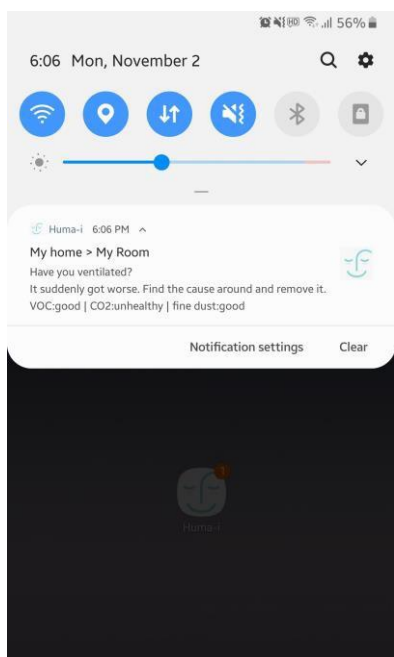 HD 56%
6:06 Mon, November 2
Huma-i 6:06 PM
My home > My Room
Have you ventilated?
It suddenly got worse. Find the cause around and remove it.
VOC:good | CO2:unhealthy | fine dust:good
Notification settings Clear
1
Huma-i